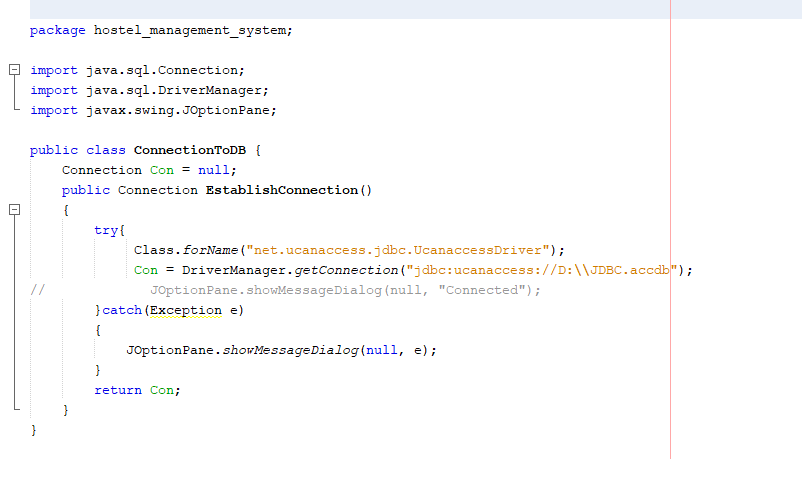 package hostel_management_system;
import java.sql.Connection;
import java.sql.DriverManager;
import javax.swing.JOptionPane;
public class ConnectionToDB {
Connection Con = null;
public Connection EstablishConnection()
{
try{
Class.forName("net.ucanaccess.jdbc.UcanaccessDriver");
Con = DriverManager.getConnection("jdbc:ucanaccess://D:\\JDBC.accdb");
// JOptionPane.showMessageDialog(null, "Connected");
}catch(Exception e)
{
JOptionPane.showMessageDialog(null, e);
}
return Con;
}
}